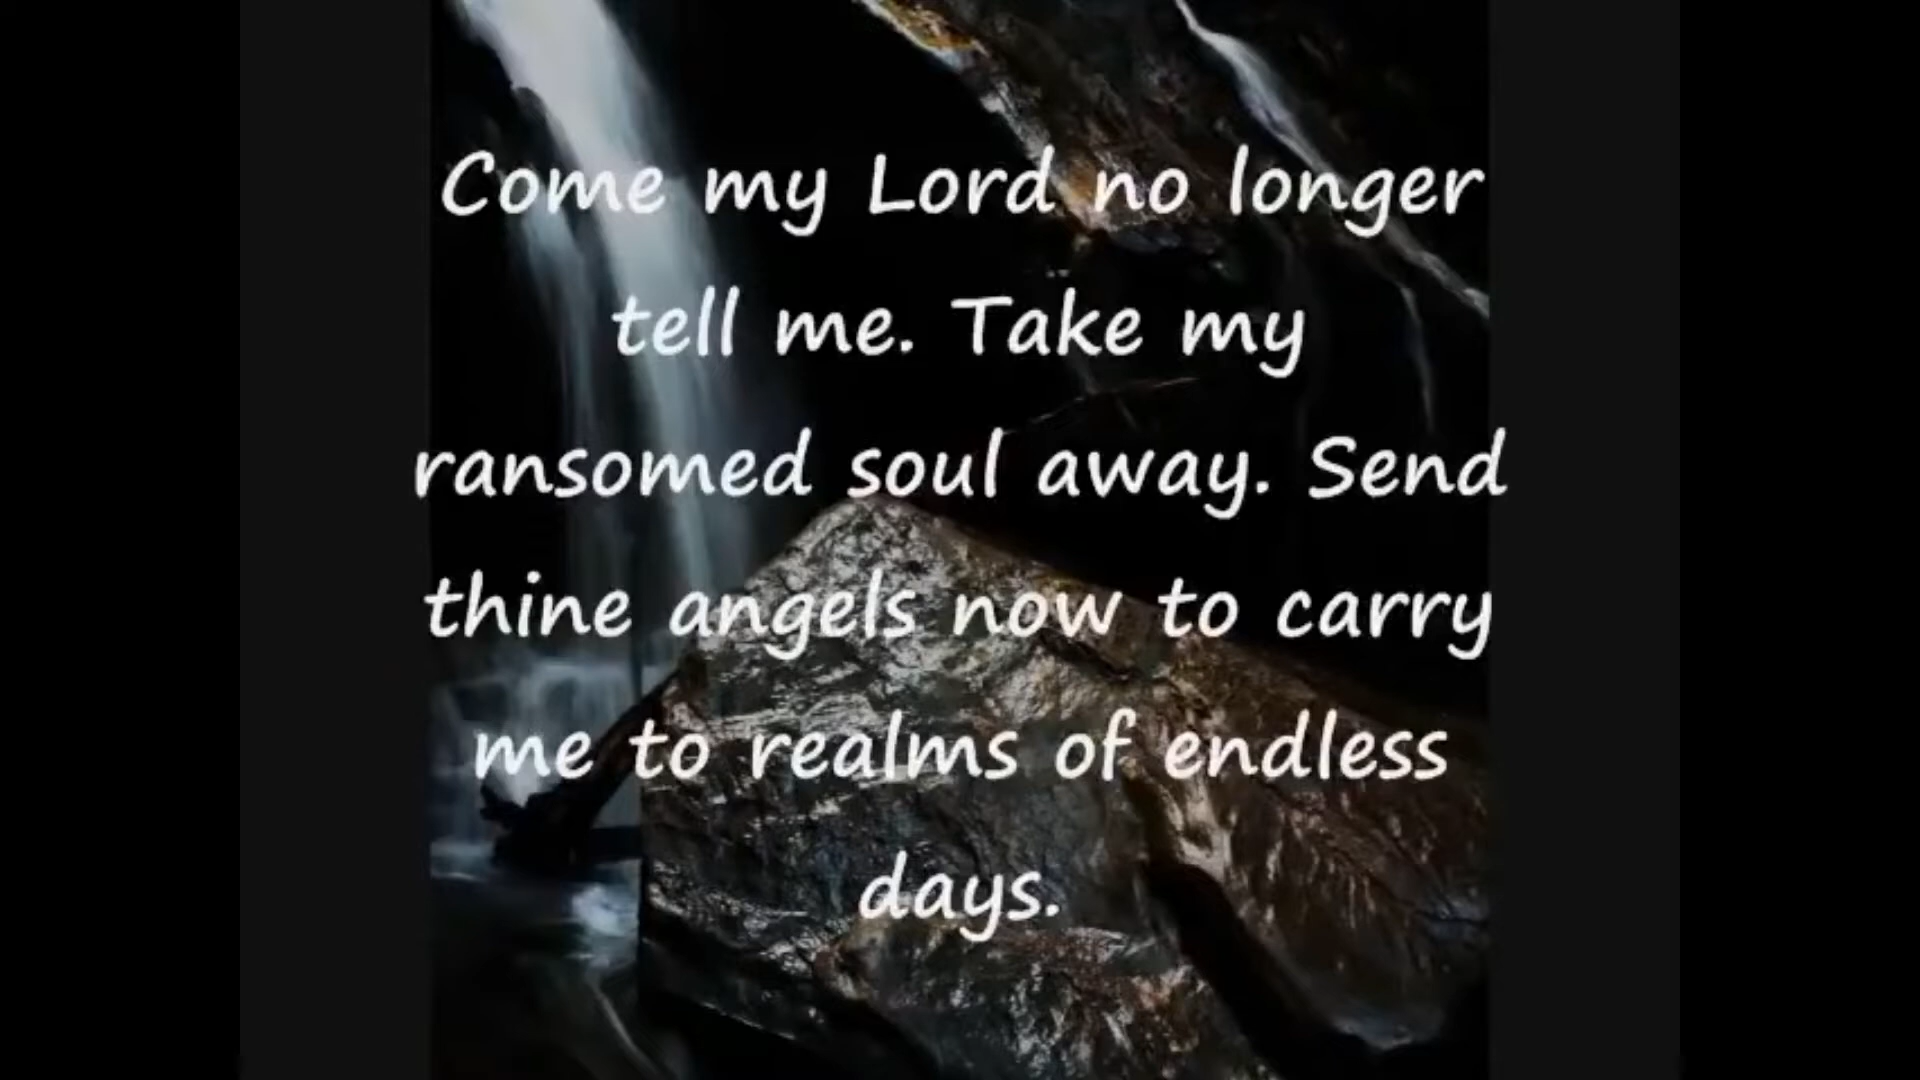 Come my Lord no longer
tell me. Take my
ransomed soul away. Send
thine angels now to carry
me to realms of endless
days.